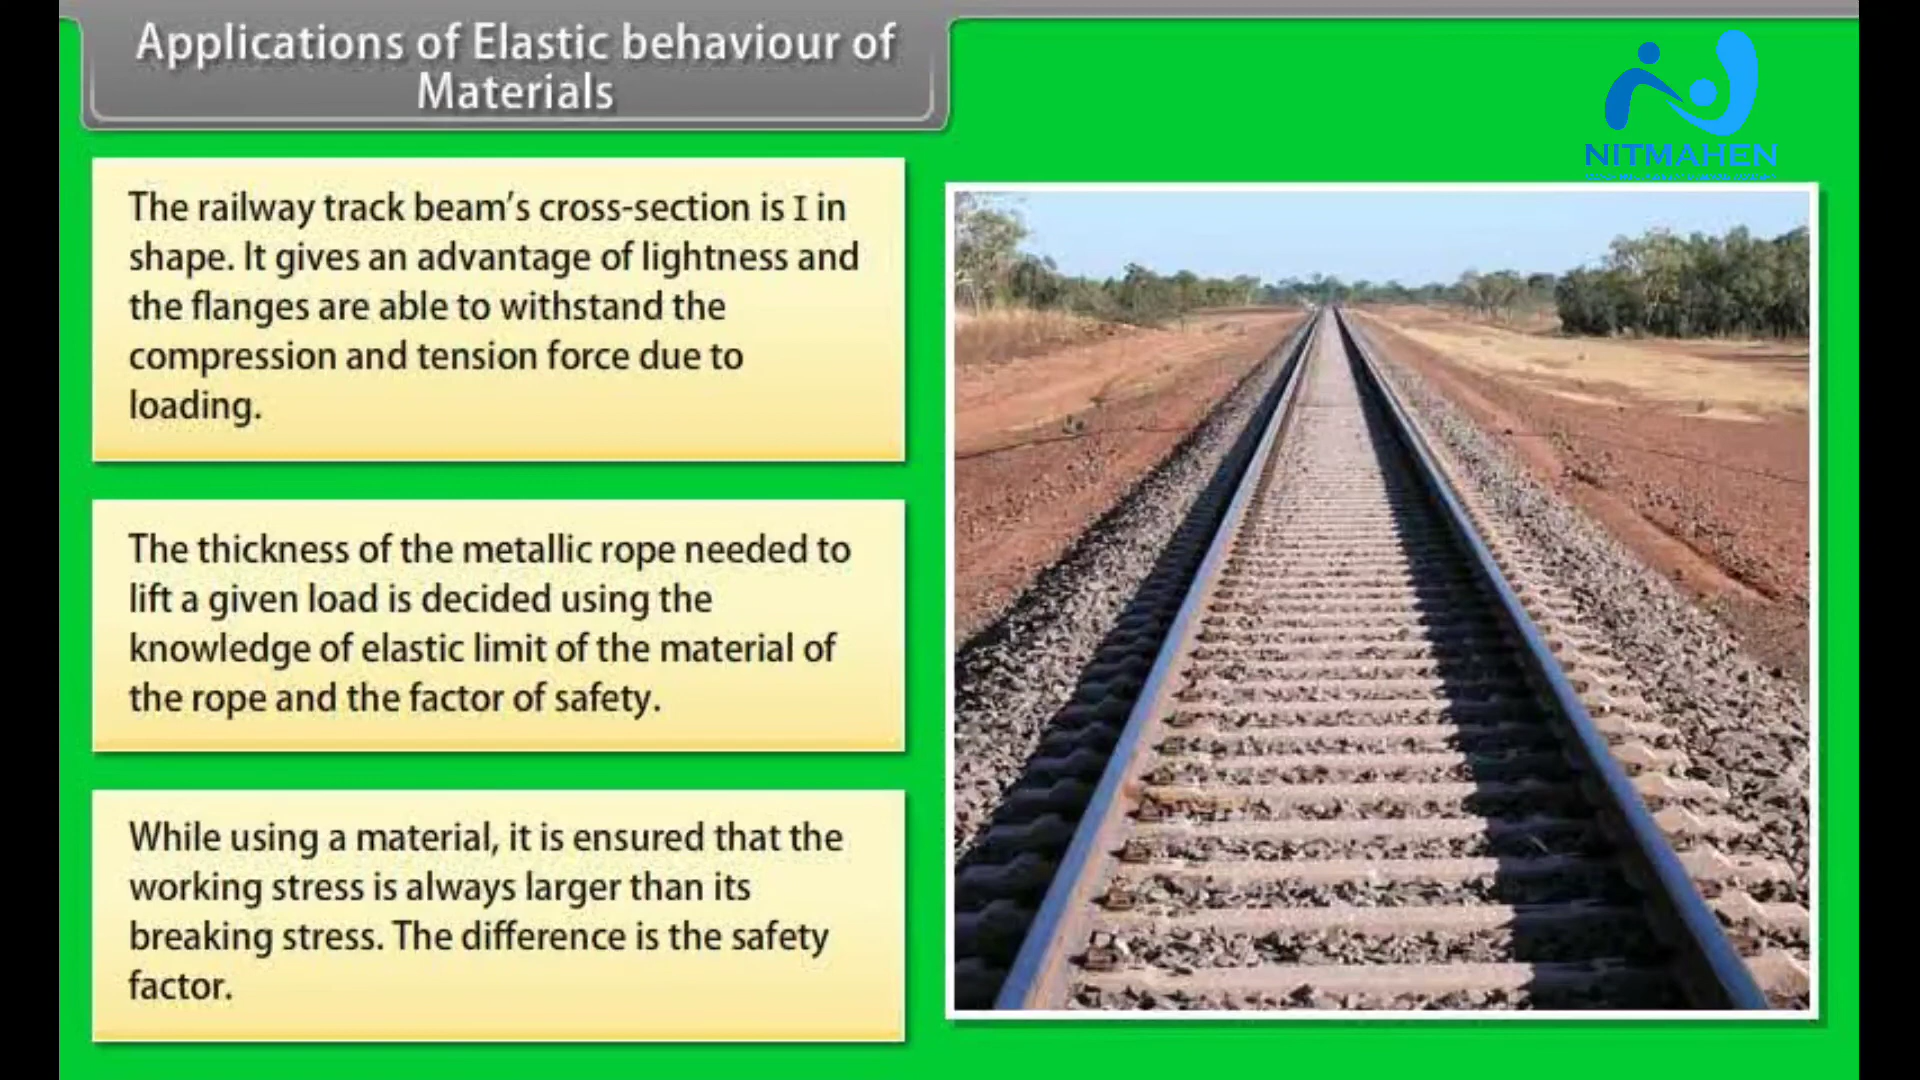 Applications of Elastic behaviour of
Materials
NITMAHEN
The railway track beam's cross-section is I in
shape. It gives an advantage of lightness and
the flanges are able to withstand the
compression and tension force due to
loading.
The thickness of the metallic rope needed to
lift a given load is decided using the
knowledge of elastic limit of the material of
the rope and the factor of safety.
While using a material, it is ensured that the
working stress is always larger than its
breaking stress. The difference is the safety
factor.